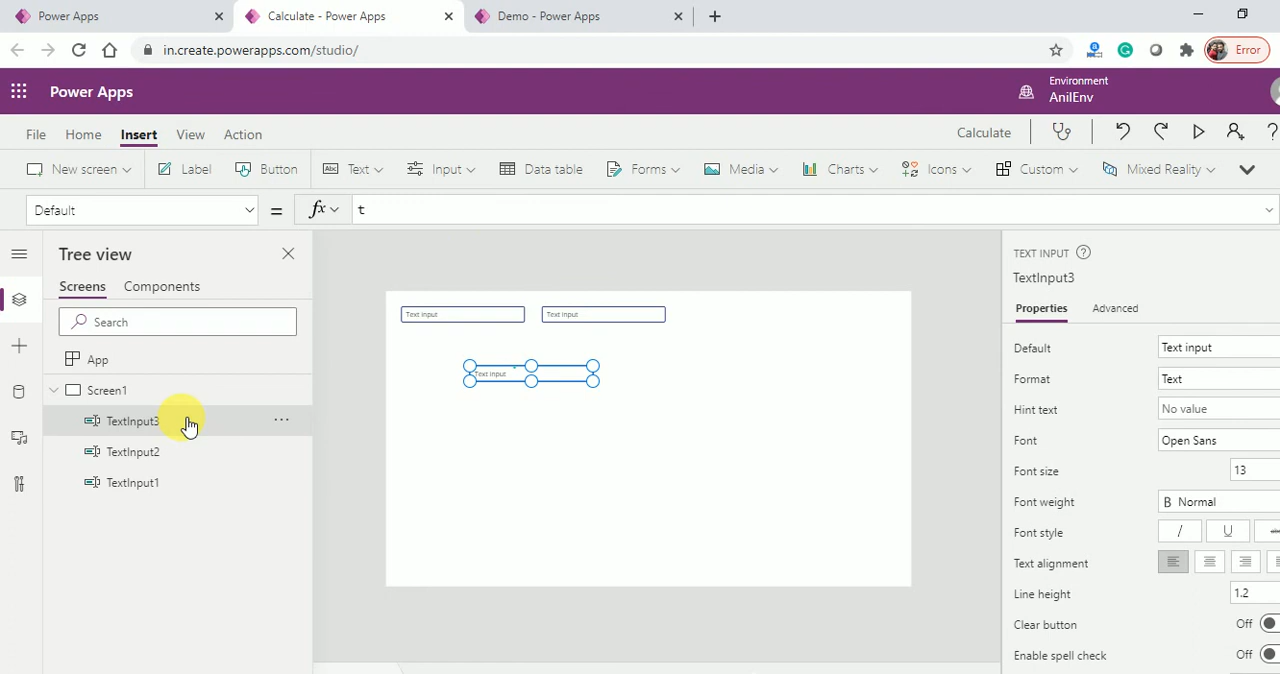 Power Apps
Calculate - Power Apps
Demo - Power Apps
in.create.powerapps.com/studio/
Error
Power Apps
Environment
AnilEnv
File Home Insert View Action
Calculate
New screen Label Button Text Input Data table Forms Media Charts Icons Custom Mixed Reality
Default = fx t
Tree view
Screens Components
Search
App
Screen1
TextInput3
TextInput2
TextInput1
Text input Text input
Text input
TEXT INPUT
TextInput3
Properties Advanced
Default Text input
Format Text
Hint text No value
Font Open Sans
Font size 13
Font weight B Normal
Font style / U abc
Text alignment
Line height 1.2
Clear button Off
Enable spell check Off